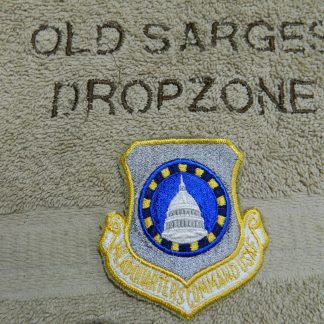 OLD SARGES
DROPZONE
HEADQUARTERS COMMAND USAF